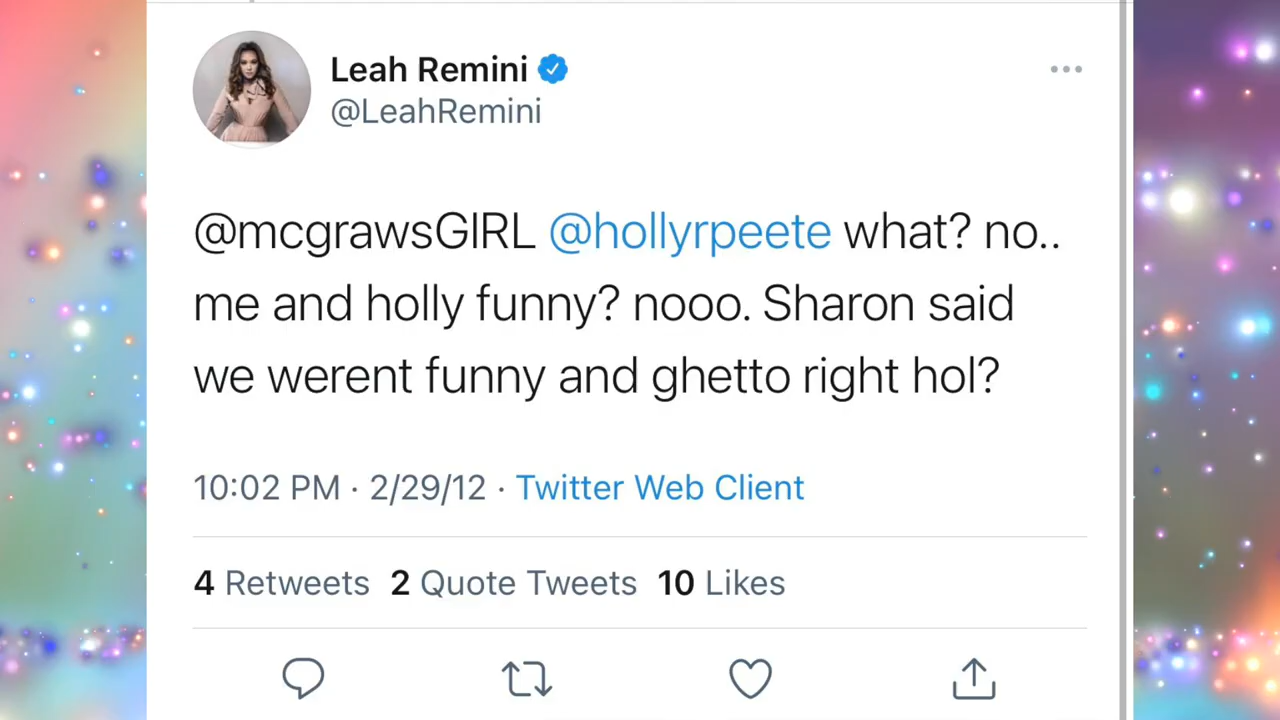 Leah Remini
@LeahRemini
@mcgrawsGIRL @hollyrpeete what? no..
me and holly funny? nooo. Sharon said
we werent funny and ghetto right hol?
10:02 PM · 2/29/12 · Twitter Web Client
4 Retweets 2 Quote Tweets 10 Likes